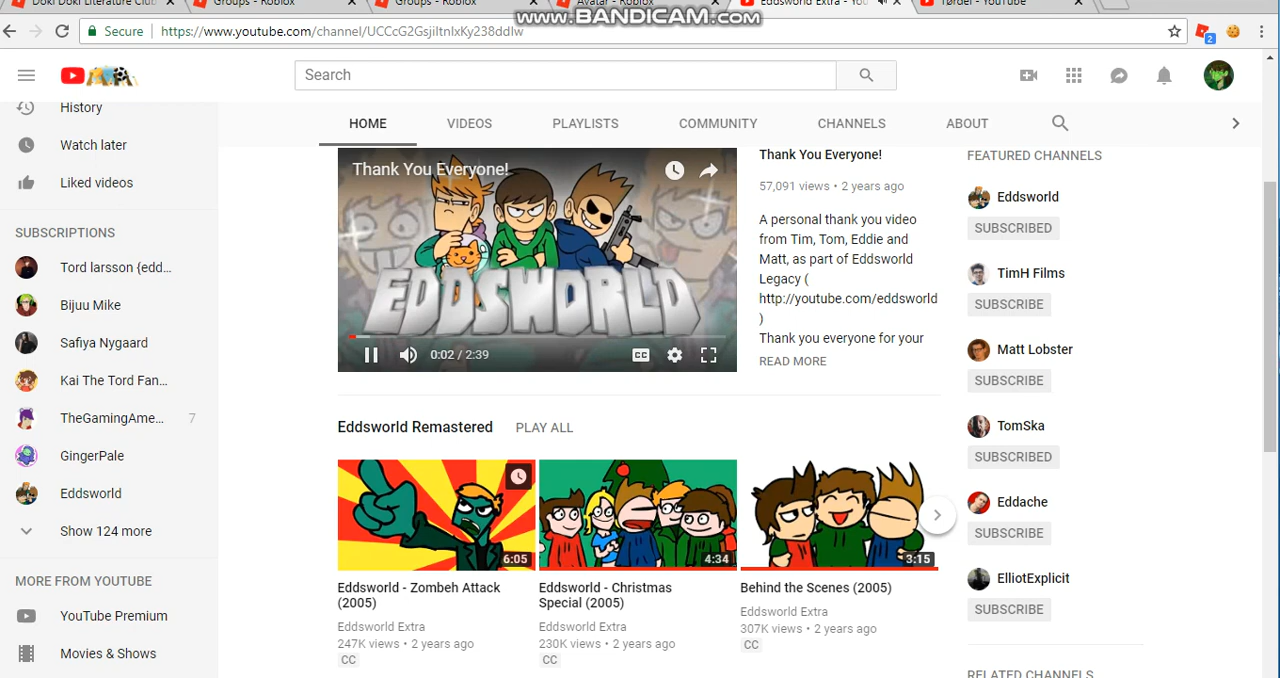 Doki Doki Literature Club
Groups - Roblox
Groups - Roblox
Avatar - Roblox
Eddsworld Extra - You
Tørdel - YouTube
www.BANDICAM.com
Secure
2
Search
HOME
VIDEOS
PLAYLISTS
COMMUNITY
CHANNELS
ABOUT
History
Watch later
Liked videos
SUBSCRIPTIONS
Tord larsson {edd...
Bijuu Mike
Safiya Nygaard
Kai The Tord Fan...
TheGamingAme...
7
GingerPale
Eddsworld
Show 124 more
MORE FROM YOUTUBE
YouTube Premium
Movies & Shows
Thank You Everyone!
EDDSWORLD
0:02 / 2:39
CC
Thank You Everyone!
57,091 views • 2 years ago
A personal thank you video
from Tim, Tom, Eddie and
Matt, as part of Eddsworld
Legacy (
http://youtube.com/eddsworld
)
Thank you everyone for your
READ MORE
Eddsworld Remastered
PLAY ALL
6:05
Eddsworld - Zombeh Attack
(2005)
Eddsworld Extra
247K views • 2 years ago
CC
4:34
Eddsworld - Christmas
Special (2005)
Eddsworld Extra
230K views • 2 years ago
CC
3:15
Behind the Scenes (2005)
Eddsworld Extra
307K views • 2 years ago
CC
FEATURED CHANNELS
Eddsworld
SUBSCRIBED
TimH Films
SUBSCRIBE
Matt Lobster
SUBSCRIBE
TomSka
SUBSCRIBED
Eddache
SUBSCRIBE
ElliotExplicit
SUBSCRIBE
RELATED CHANNELS